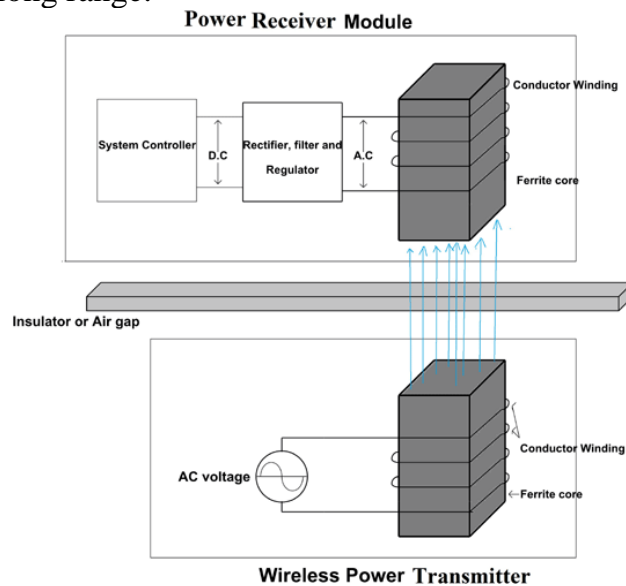 long range.
Power Receiver Module
Conductor Winding
System Controller
D.C
Rectifier, filter and
Regulator
A.C
Ferrite core
Insulator or Air gap
AC voltage
Conductor Winding
Ferrite core
Wireless Power Transmitter